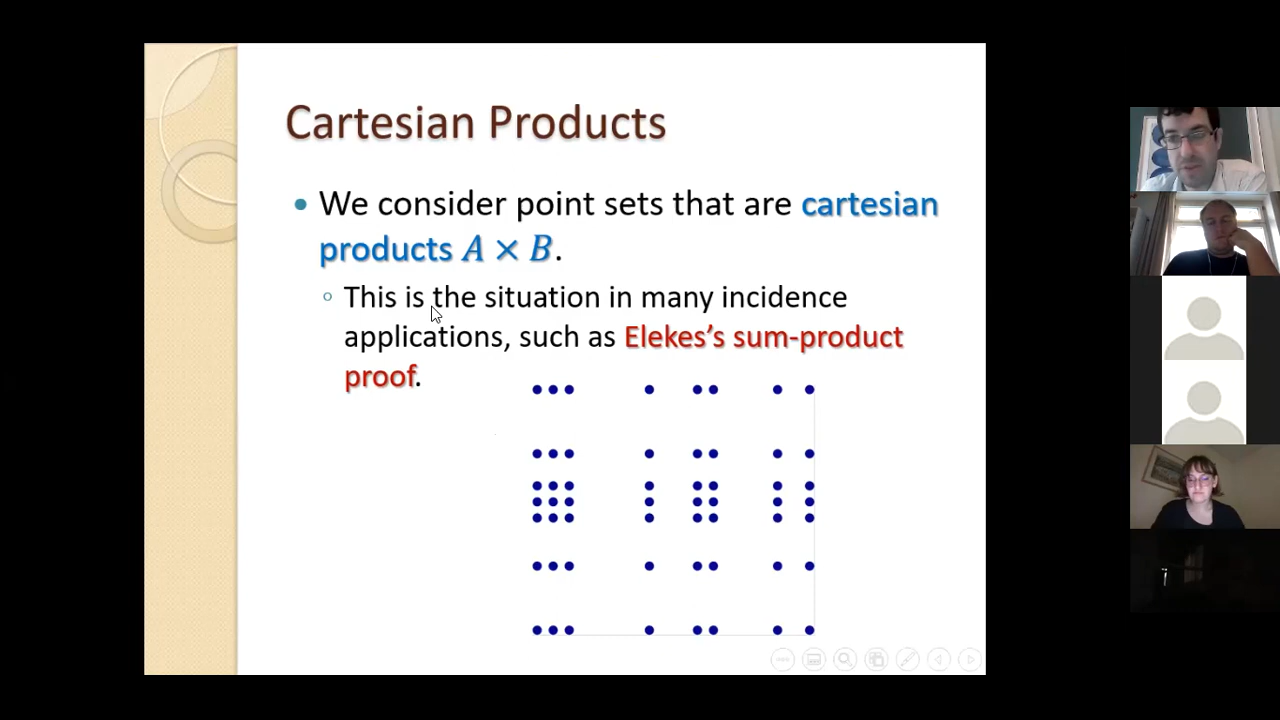 Cartesian Products
• We consider point sets that are cartesian
products A × B.
○ This is the situation in many incidence
applications, such as Elekes’s sum-product
proof.